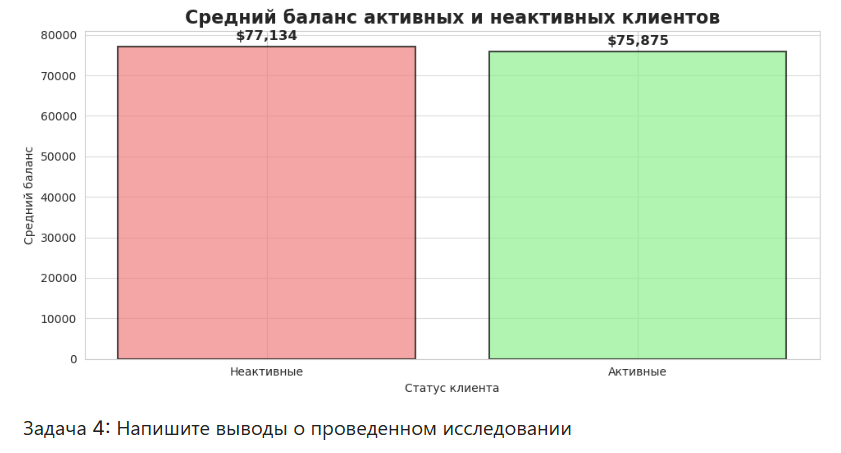 Средний баланс активных и неактивных клиентов
$77,134
$75,875
80000
70000
60000
50000
40000
30000
20000
10000
0
Средний баланс
Неактивные
Активные
Статус клиента
Задача 4: Напишите выводы о проведенном исследовании